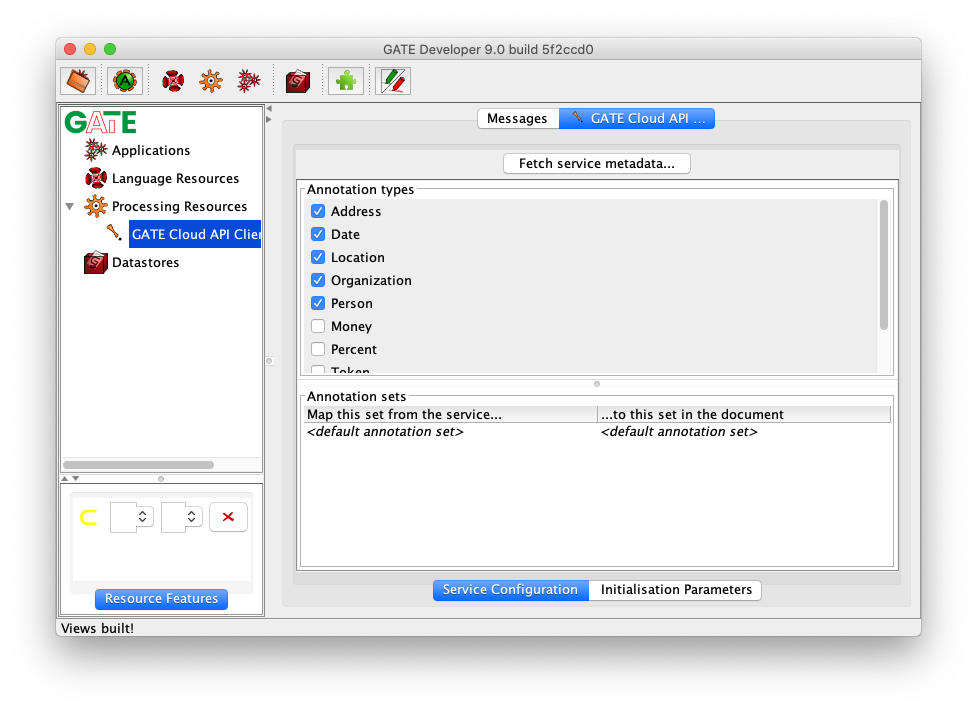 GATE Developer 9.0 build 5f2ccd0
GATE
Applications
Language Resources
Processing Resources
GATE Cloud API Clien
Datastores
Resource Features
Messages
GATE Cloud API ...
Fetch service metadata...
Annotation types
Address
Date
Location
Organization
Person
Money
Percent
Token
Annotation sets
Map this set from the service... ...to this set in the document
<default annotation set> <default annotation set>
Service Configuration
Initialisation Parameters
Views built!